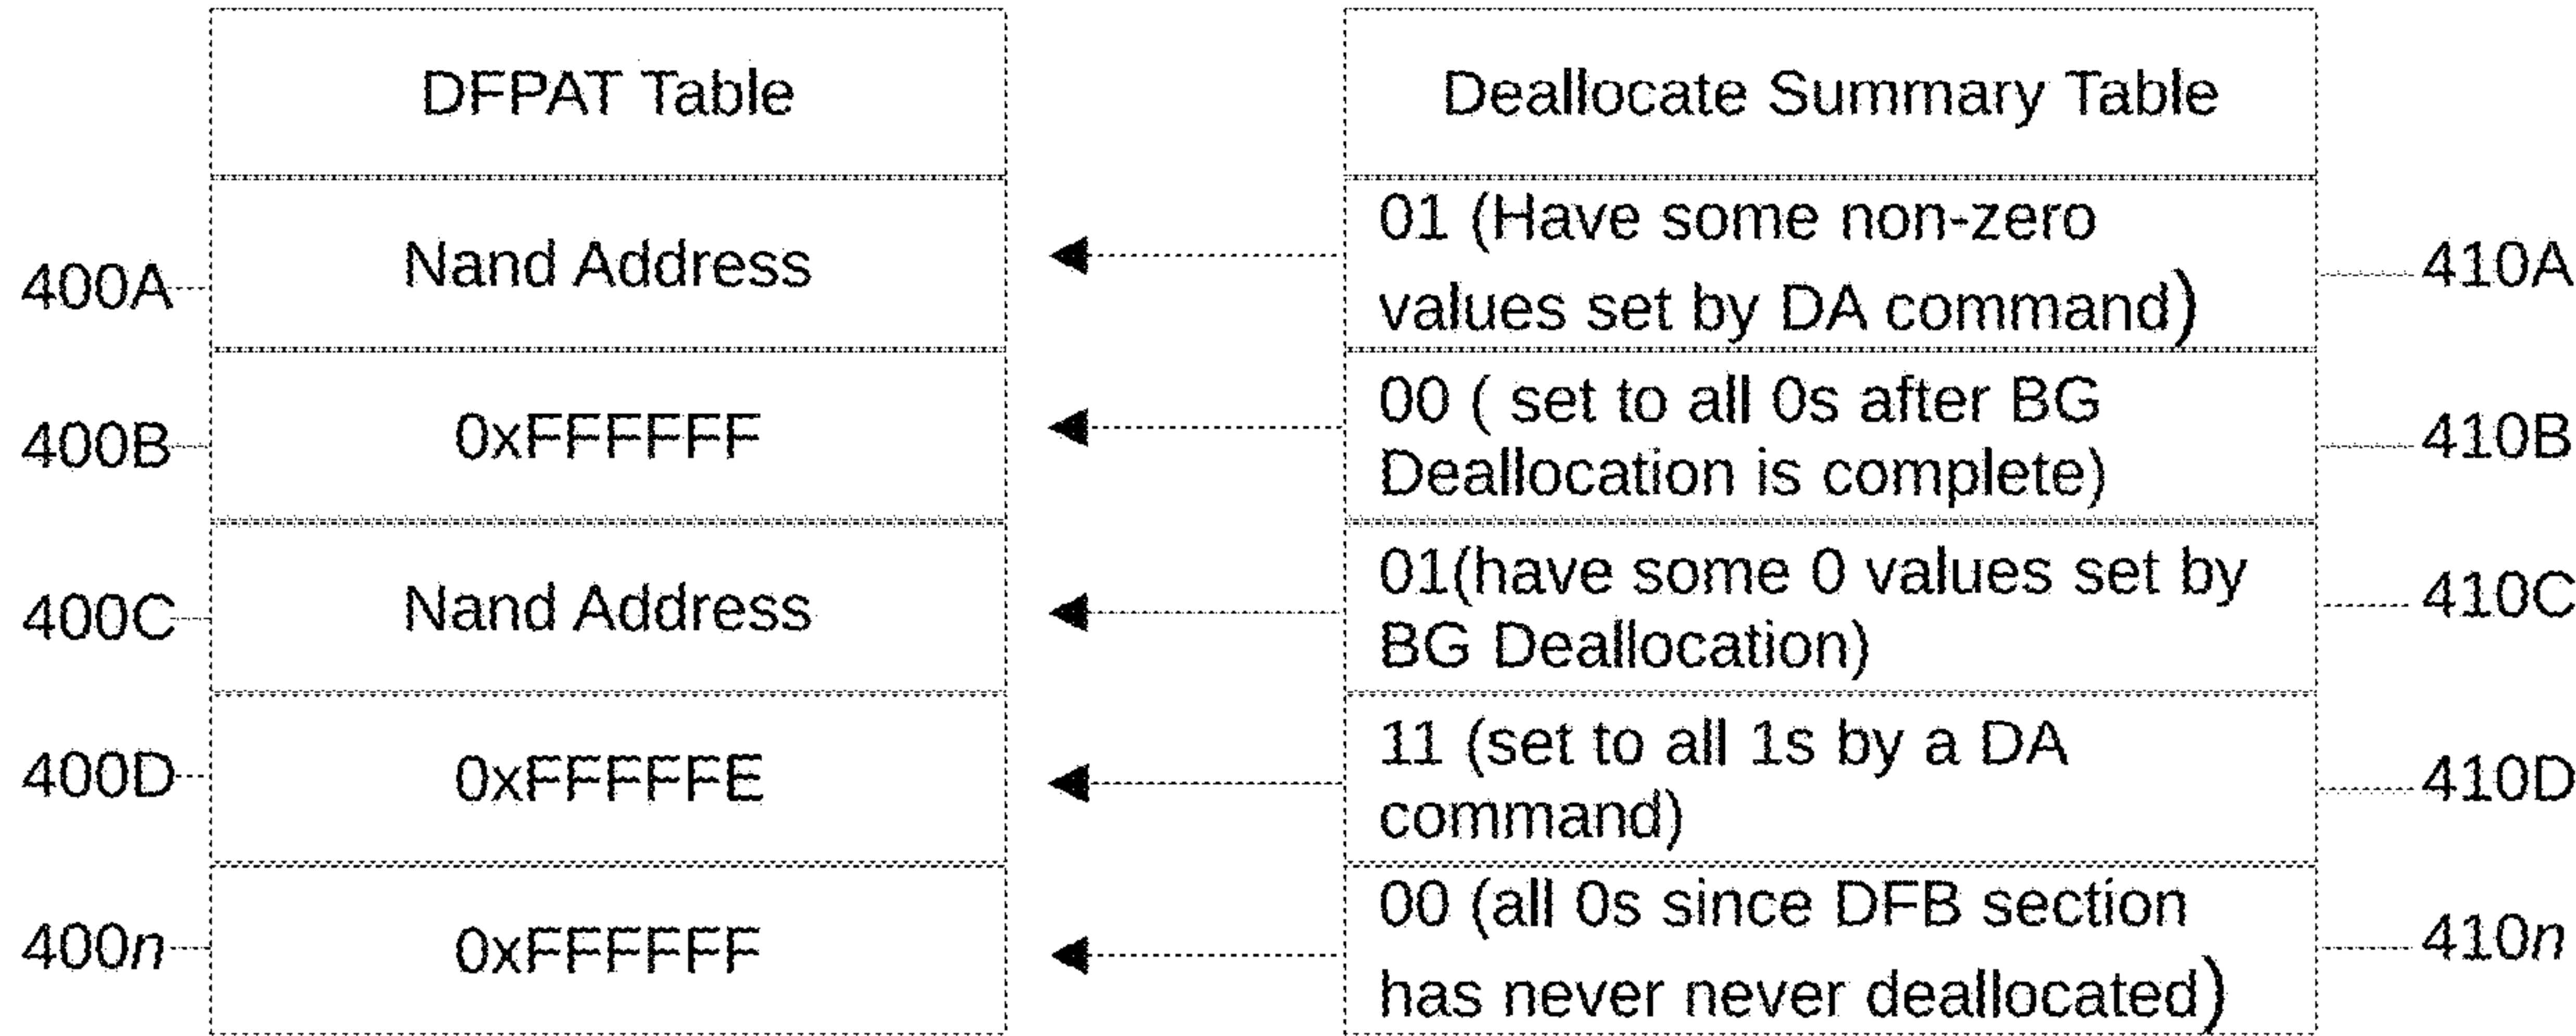 DFPAT Table
Deallocate Summary Table
400A
Nand Address
01 (Have some non-zero
values set by DA command)
410A
400B
0xFFFFFF
00 ( set to all 0s after BG
Deallocation is complete)
410B
400C
Nand Address
01(have some 0 values set by
BG Deallocation)
410C
400D
0xFFFFFE
11 (set to all 1s by a DA
command)
410D
400n
0xFFFFFF
00 (all 0s since DFB section
has never never deallocated)
410n